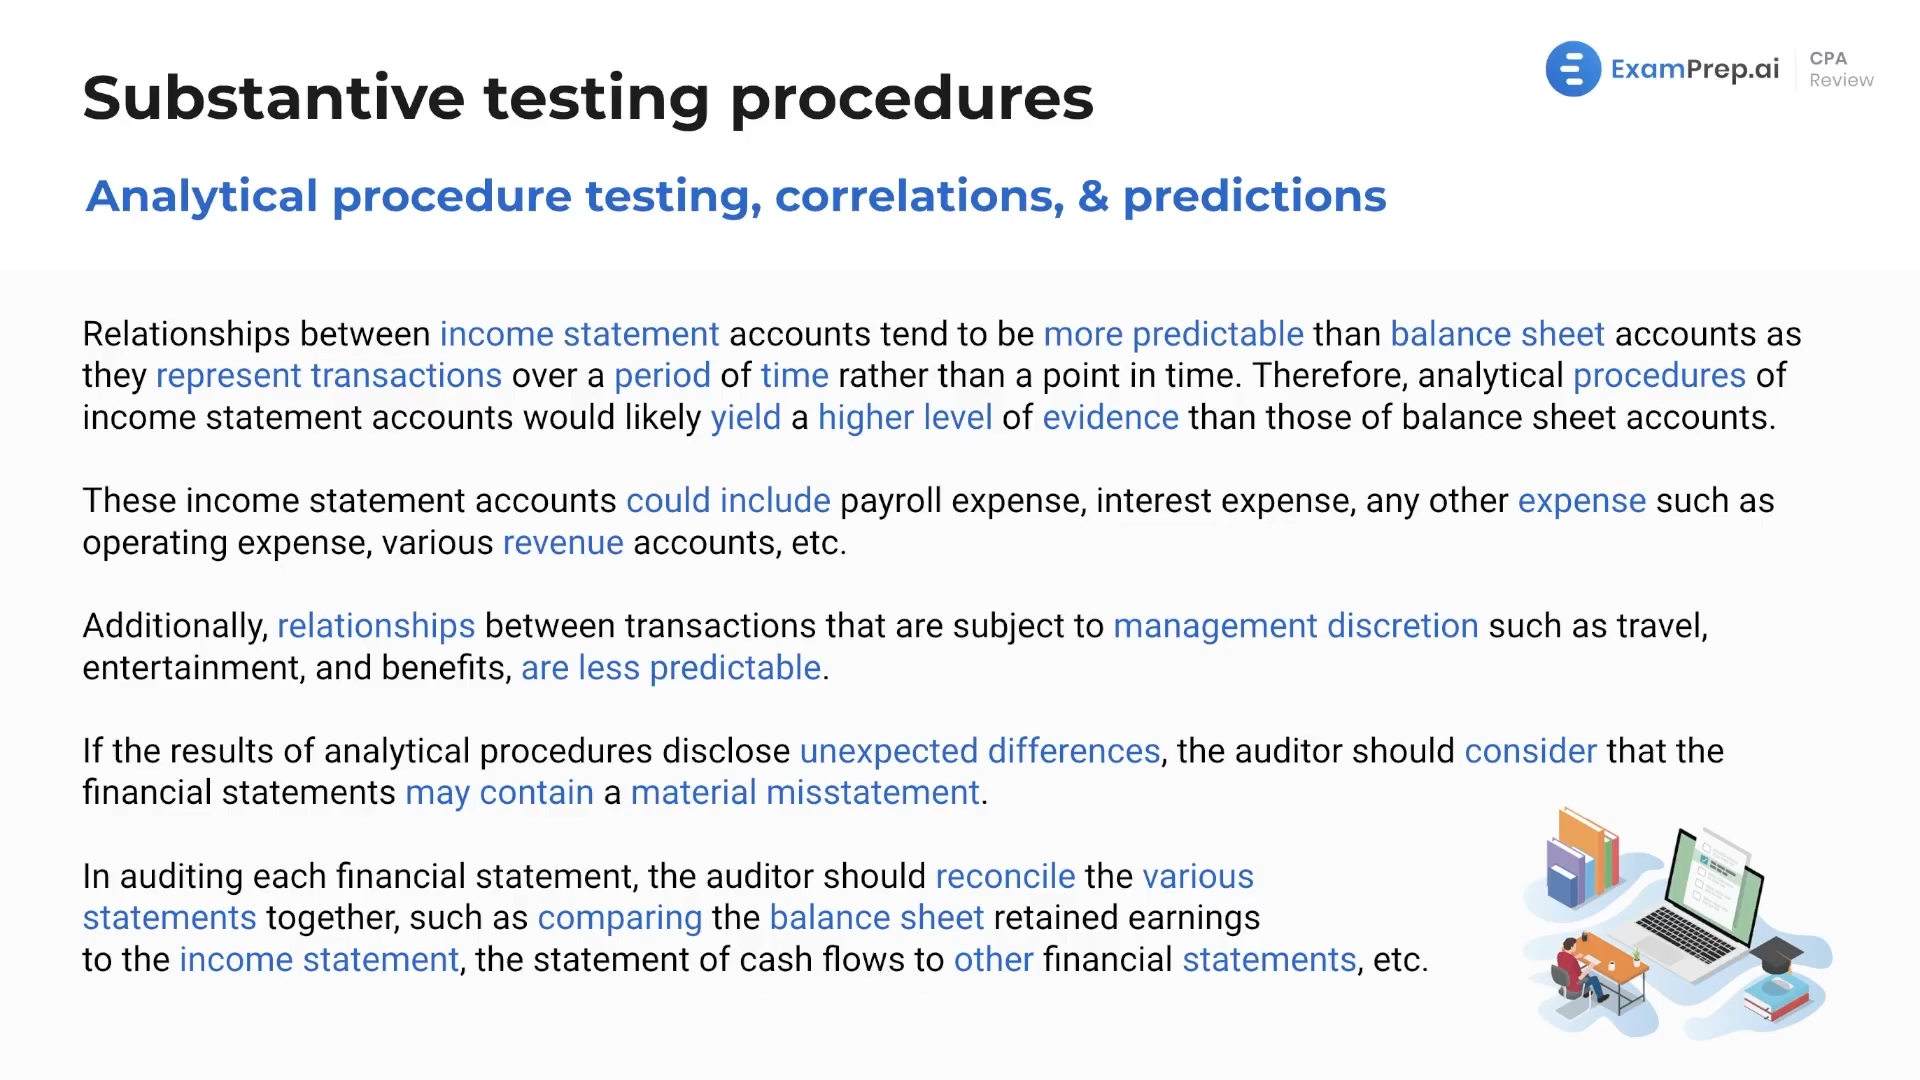 Substantive testing procedures
ExamPrep.ai
CPA
Review
Analytical procedure testing, correlations, & predictions
Relationships between income statement accounts tend to be more predictable than balance sheet accounts as
they represent transactions over a period of time rather than a point in time. Therefore, analytical procedures of
income statement accounts would likely yield a higher level of evidence than those of balance sheet accounts.
These income statement accounts could include payroll expense, interest expense, any other expense such as
operating expense, various revenue accounts, etc.
Additionally, relationships between transactions that are subject to management discretion such as travel,
entertainment, and benefits, are less predictable.
If the results of analytical procedures disclose unexpected differences, the auditor should consider that the
financial statements may contain a material misstatement.
In auditing each financial statement, the auditor should reconcile the various
statements together, such as comparing the balance sheet retained earnings
to the income statement, the statement of cash flows to other financial statements, etc.